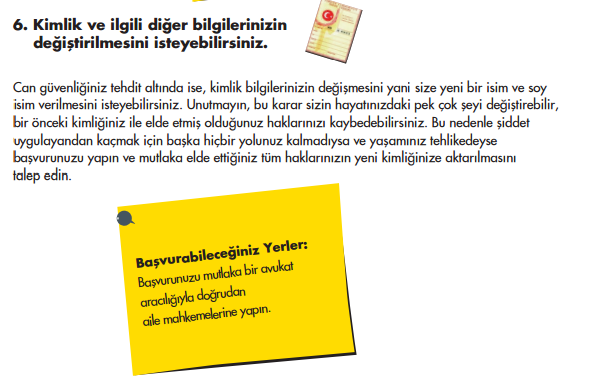 6. Kimlik ve ilgili diğer bilgilerinizin
değiştirilmesini isteyebilirsiniz.
Can güvenliğiniz tehdit altında ise, kimlik bilgilerinizin değişmesini yani size yeni bir isim ve soy
isim verilmesini isteyebilirsiniz. Unutmayın, bu karar sizin hayatınızdaki pek çok şeyi değiştirebilir,
bir önceki kimliğiniz ile elde etmiş olduğunuz haklarınızı kaybedebilirsiniz. Bu nedenle şiddet
uygulayandan kaçmak için başka hiçbir yolunuz kalmadıysa ve yaşamınız tehlikedeyse
başvurunuzu yapın ve mutlaka elde ettiğiniz tüm haklarınızın yeni kimliğinize aktarılmasını
talep edin.
Başvurabileceğiniz Yerler:
Başvurunuzu mutlaka bir avukat
aracılığıyla doğrudan
aile mahkemelerine yapın.